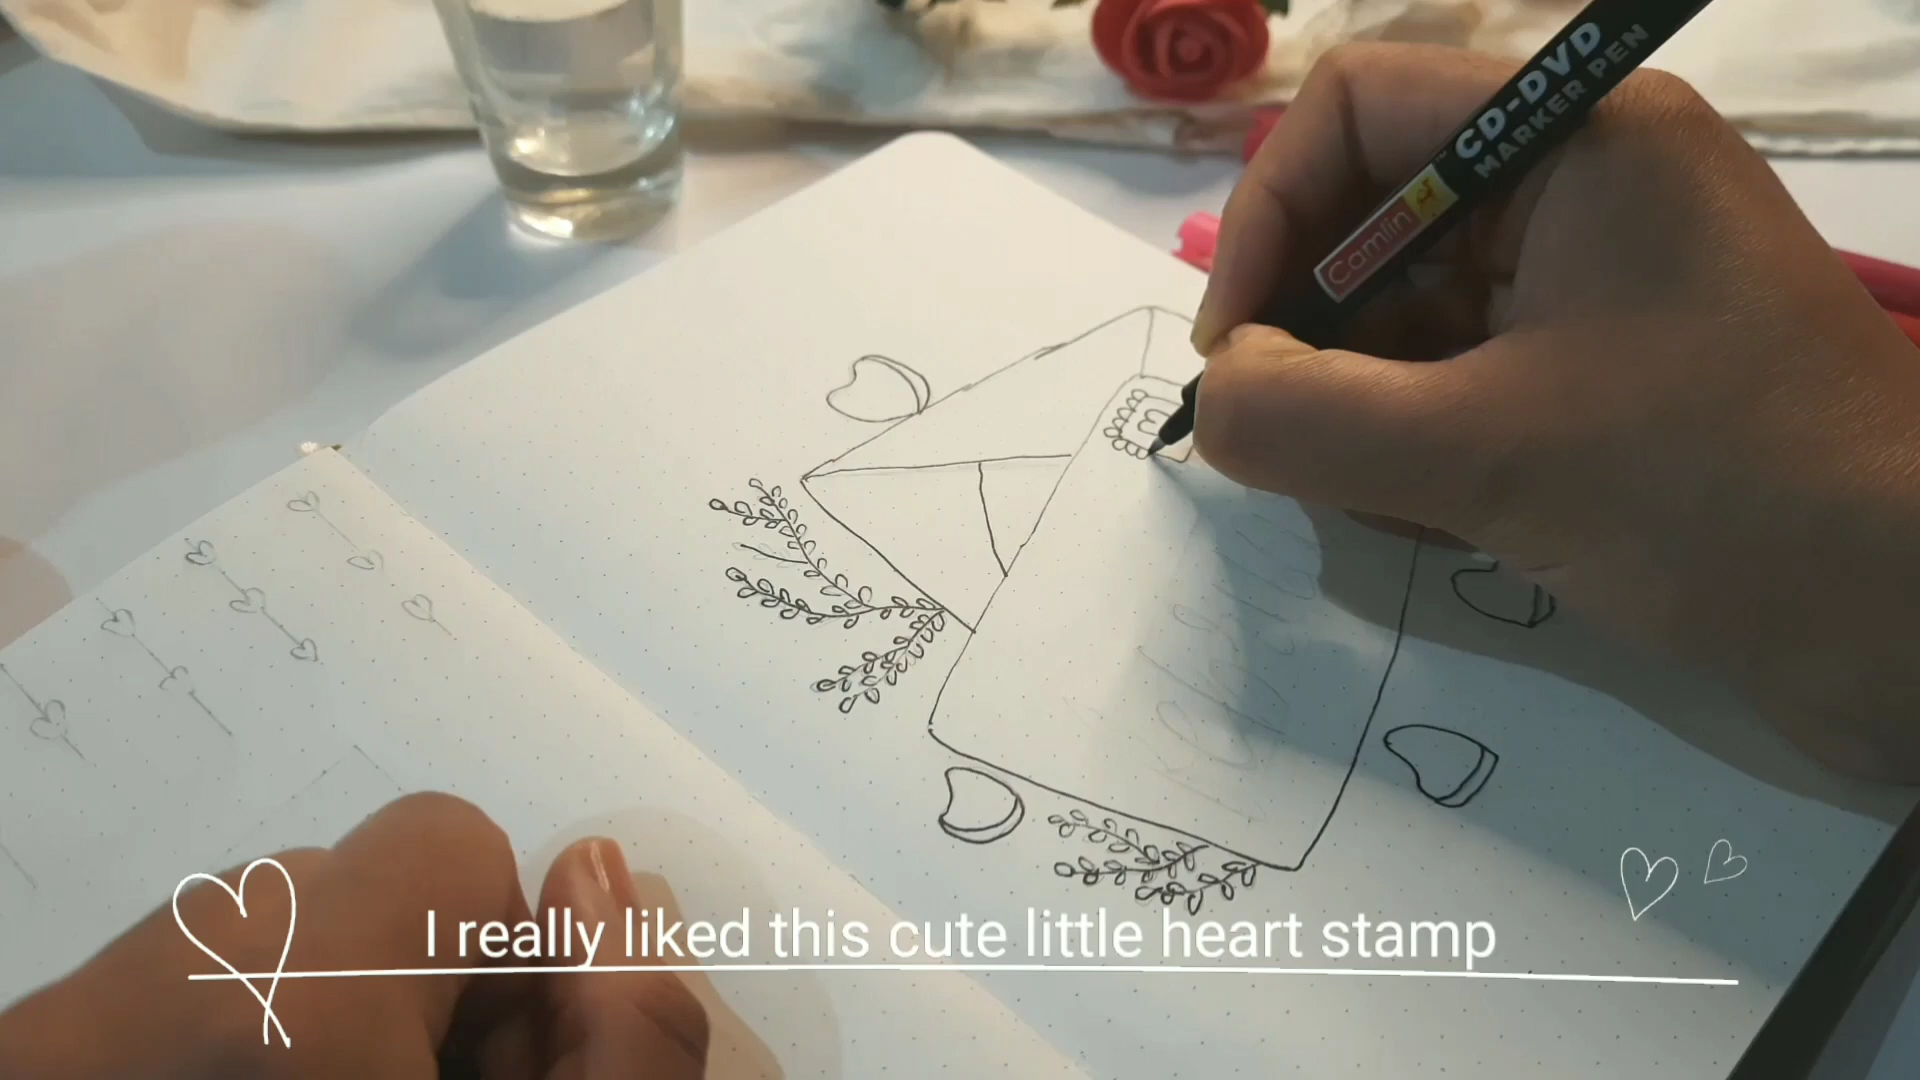 CD-DVD
MARKER PEN
Camlin
I really liked this cute little heart stamp